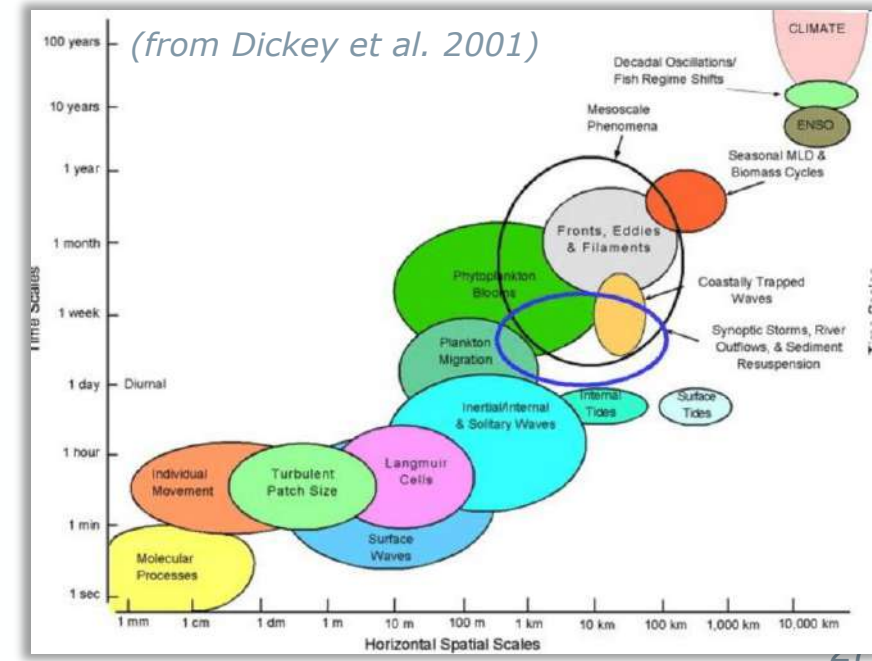 (from Dickey et al. 2001)
CLIMATE
100 years
Decadal Oscillations/
Fish Regime Shifts
10 years
ENSO
Mesoscale
Phenomena
Seasonal MLD &
Biomass Cycles
1 year
Fronts, Eddies
& Filaments
1 month
Phytoplankton
Blooms
Coastally Trapped
Waves
1 week
Synoptic Storms, River
Outflows, & Sediment
Resuspension
Plankton
Migration
1 day
Diurnal
Internal
Tides
Surface
Tides
Inertial/Internal
& Solitary Waves
1 hour
Individual
Movement
Turbulent
Patch Size
Langmuir
Cells
1 min
Surface
Waves
Molecular
Processes
1 sec
1 mm 1 cm 1 dm 1 m 10 m 100 m 1 km 10 km 100 km 1,000 km 10,000 km
Horizontal Spatial Scales
Time Scales